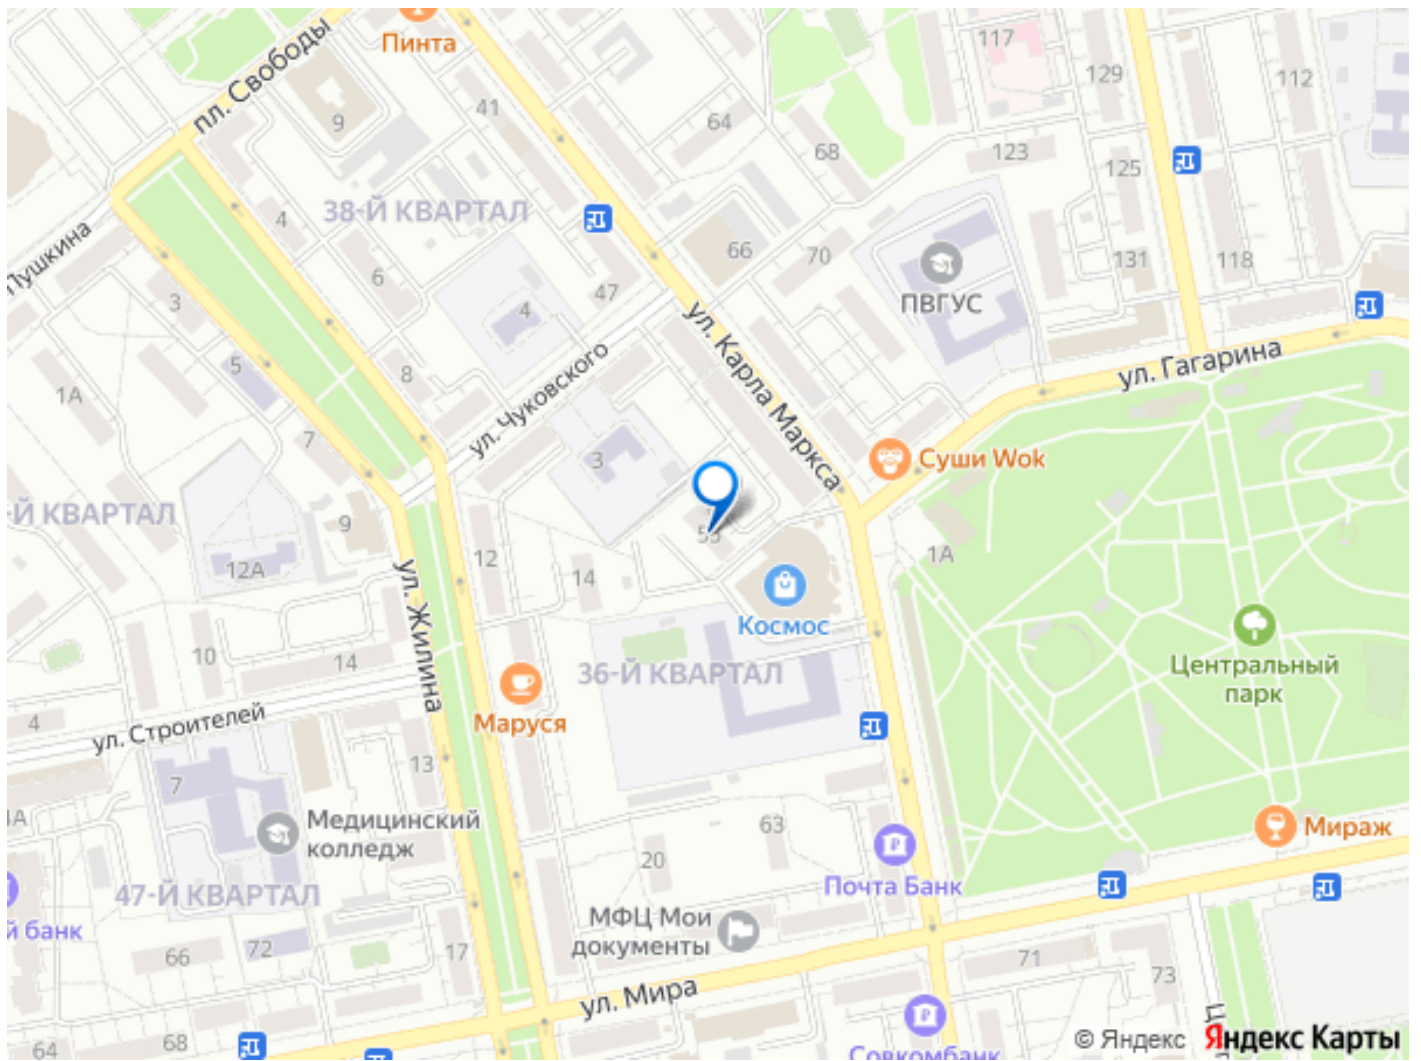 Пинта
пл. Свободы
117
129
112
9
41
64
68
123
125
38-Й КВАРТАЛ
4
6
66
70
ПВГУС
131
118
Пушкина
3
47
4
ул. Карла Маркса
ул. Гагарина
5
1А
8
ул. Чуковского
7
3
Суши Wok
-Й КВАРТАЛ
9
12А
12
14
1А
ул. Жилина
Космос
Центральный
парк
10
14
36-Й КВАРТАЛ
Маруся
4
ул. Строителей
13
7
Медицинский
колледж
63
Мираж
20
Почта Банк
47-Й КВАРТАЛ
й банк
72
66
17
МФЦ Мои
документы
71
73
ул. Мира
64
68
Совкомбанк
© Яндекс Яндекс Карты